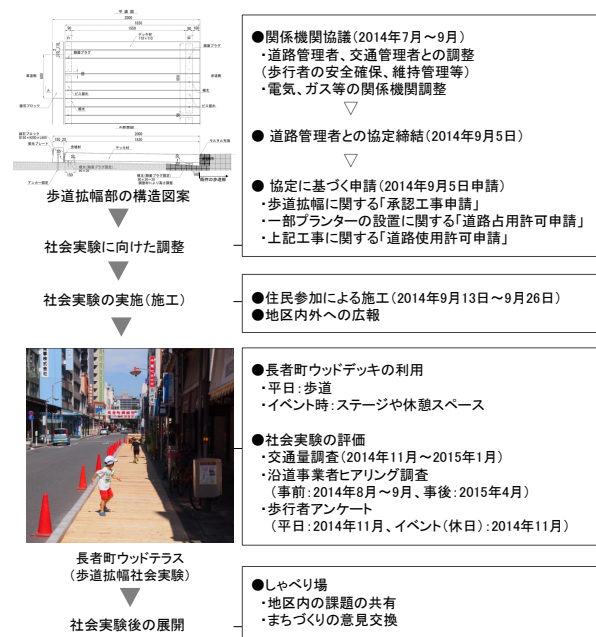 平面図
2000
1850
1550
デッキ材
断面図
2000
1850
デッキ材
歩道拡幅部の構造図案
●関係機関協議(2014年7月～9月)
・道路管理者、交通管理者との調整
(歩行者の安全確保、維持管理等)
・電気、ガス等の関係機関調整
▽
● 道路管理者との協定締結(2014年9月5日)
▽
● 協定に基づく申請(2014年9月5日申請)
・歩道拡幅に関する「承認工事申請」
・一部プランターの設置に関する「道路占用許可申請」
・上記工事に関する「道路使用許可申請」
社会実験に向けた調整
社会実験の実施(施工)
●住民参加による施工(2014年9月13日～9月26日)
●地区内外への広報
●長者町ウッドデッキの利用
・平日:歩道
・イベント時:ステージや休憩スペース
●社会実験の評価
・交通量調査(2014年11月～2015年1月)
・沿道事業者ヒアリング調査
(事前:2014年8月～9月、事後:2015年4月)
・歩行者アンケート
(平日:2014年11月、イベント(休日):2014年11月)
長者町ウッドテラス
(歩道拡幅社会実験)
社会実験後の展開
●しゃべり場
・地区内の課題の共有
・まちづくりの意見交換